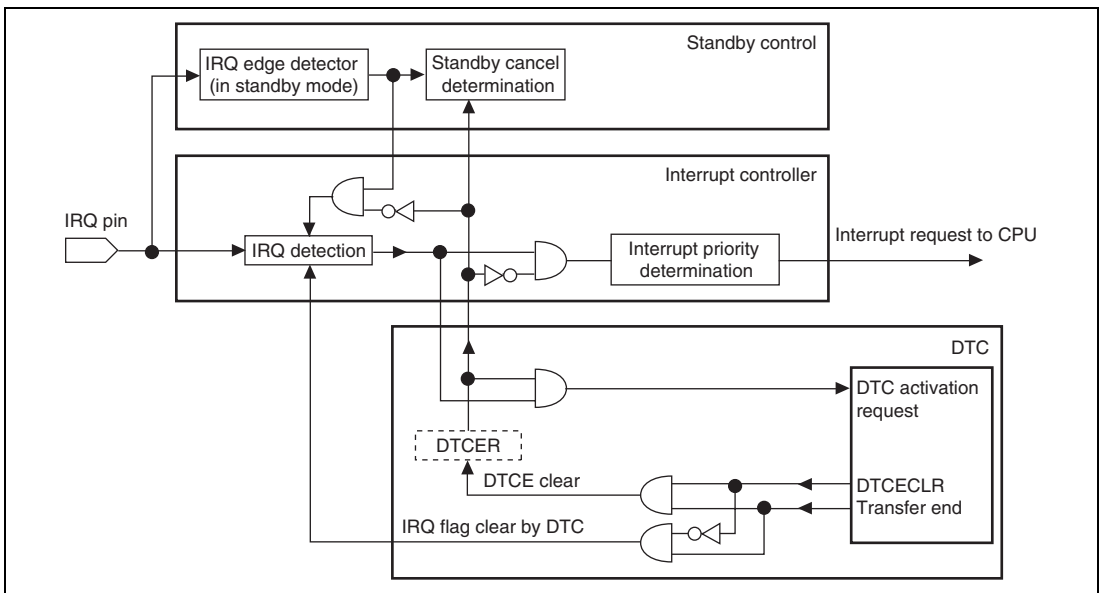 Standby control
IRQ edge detector
(in standby mode)
Standby cancel
determination
Interrupt controller
IRQ pin
IRQ detection
Interrupt priority
determination
Interrupt request to CPU
DTC
DTC activation
request
DTCER
DTCE clear
DTCECLR
Transfer end
IRQ flag clear by DTC